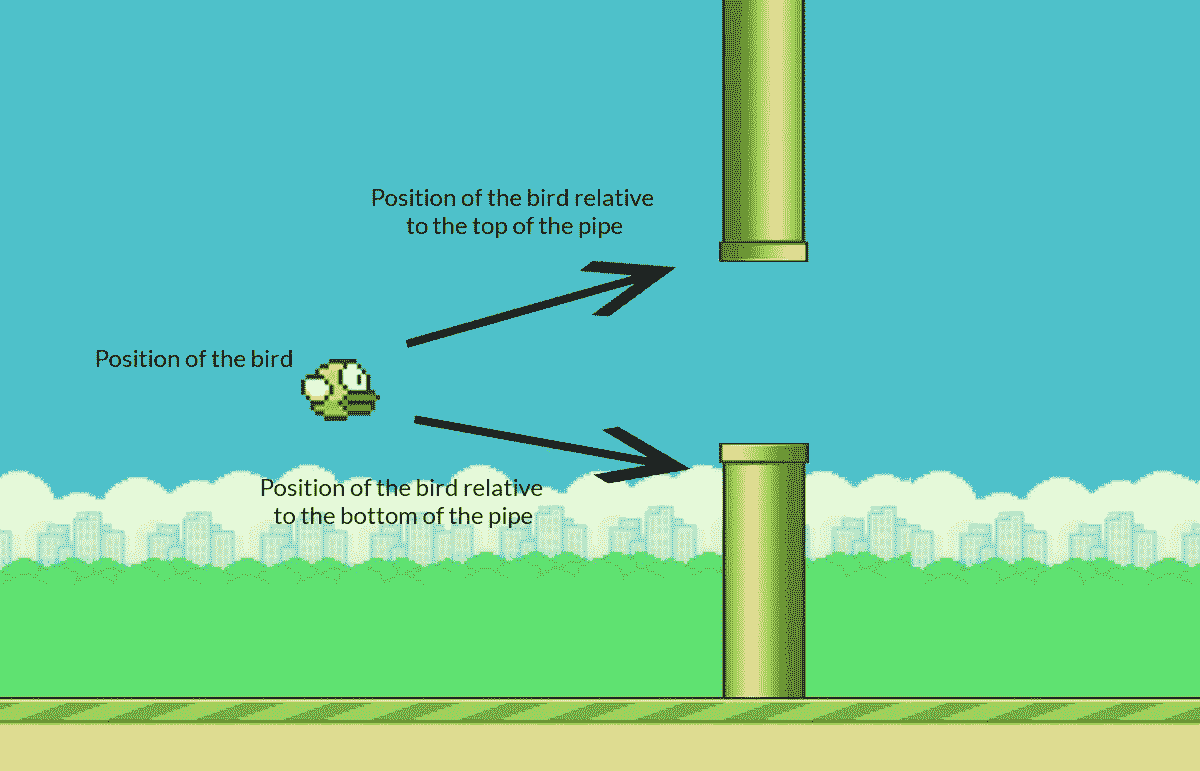 Position of the bird relative
to the top of the pipe
Position of the bird
Position of the bird relative
to the bottom of the pipe